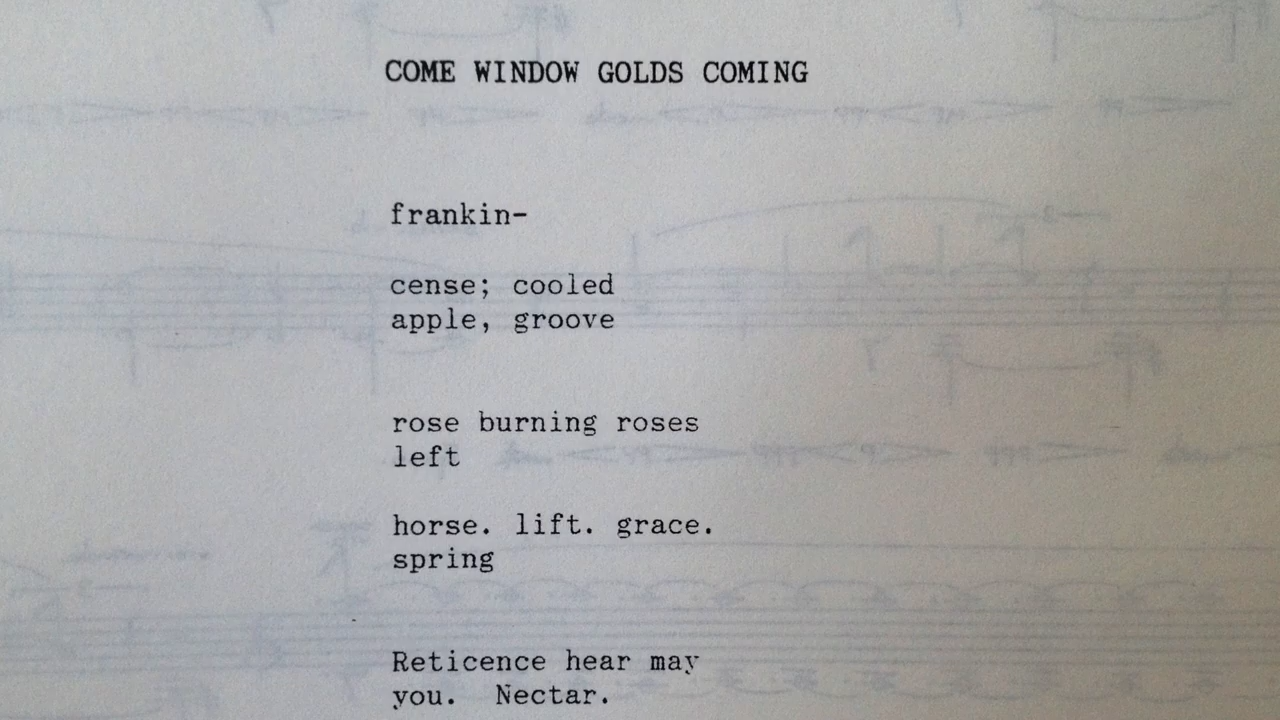 COME WINDOW GOLDS COMING
frankin-
cense; cooled
apple, groove
rose burning roses
left
horse. lift. grace.
spring
Reticence hear may
you.  Nectar.